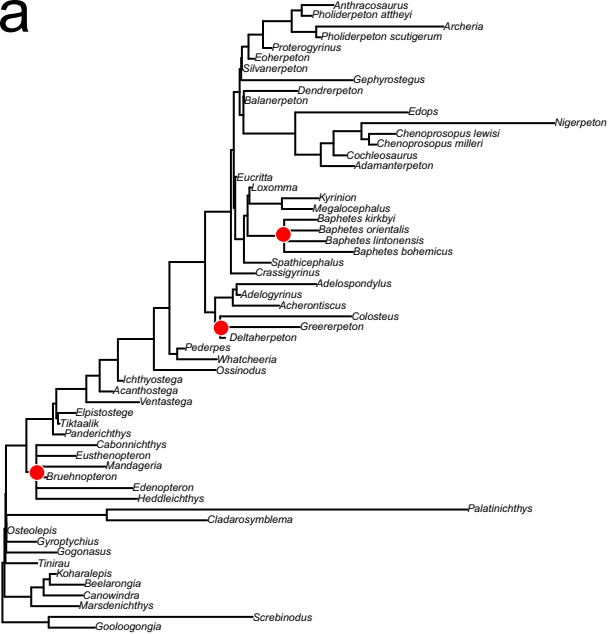 a
Anthracosaurus
Pholiderpeton attheyi
Archeria
Pholiderpeton scutigerum
Proterogyrinus
Eoherpeton
Silvanerpeton
Gephyrostegus
Dendrerpeton
Balanerpeton
Edops
Nigerpeton
Chenoprosopus lewisi
Chenoprosopus milleri
Cochleosaurus
Adamanterpeton
Eucritta
Loxomma
Kyrinion
Megalocephalus
Baphetes kirkbyi
Baphetes orientalis
Baphetes lintonensis
Baphetes bohemicus
Spathicephalus
Crassigyrinus
Adelospondylus
Adelogyrinus
Acherontiscus
Colosteus
Greererpeton
Deltaherpeton
Pederpes
Whatcheeria
Ossinodus
Ichthyostega
Acanthostega
Ventastega
Elpistostege
Tiktaalik
Panderichthys
Cabonnichthys
Eusthenopteron
Mandageria
Bruehnopteron
Edenopteron
Heddleichthys
Palatinichthys
Cladarosymblema
Osteolepis
Gyroptychius
Gogonasus
Tinirau
Koharalepis
Beelarongia
Canowindra
Marsdenichthys
Screbinodus
Gooloogongia